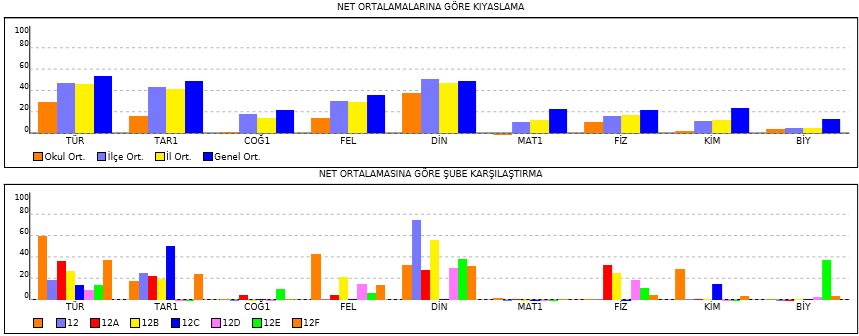 NET ORTALAMALARINA GÖRE KIYASLAMA
100
80
60
40
20
0
TÜR TAR1 COĞ1 FEL DİN MAT1 FİZ KİM BİY
Okul Ort. İlçe Ort. İl Ort. Genel Ort.
NET ORTALAMASINA GÖRE ŞUBE KARŞILAŞTIRMA
100
80
60
40
20
0
TÜR TAR1 COĞ1 FEL DİN MAT1 FİZ KİM BİY
12 12A 12B 12C 12D 12E 12F